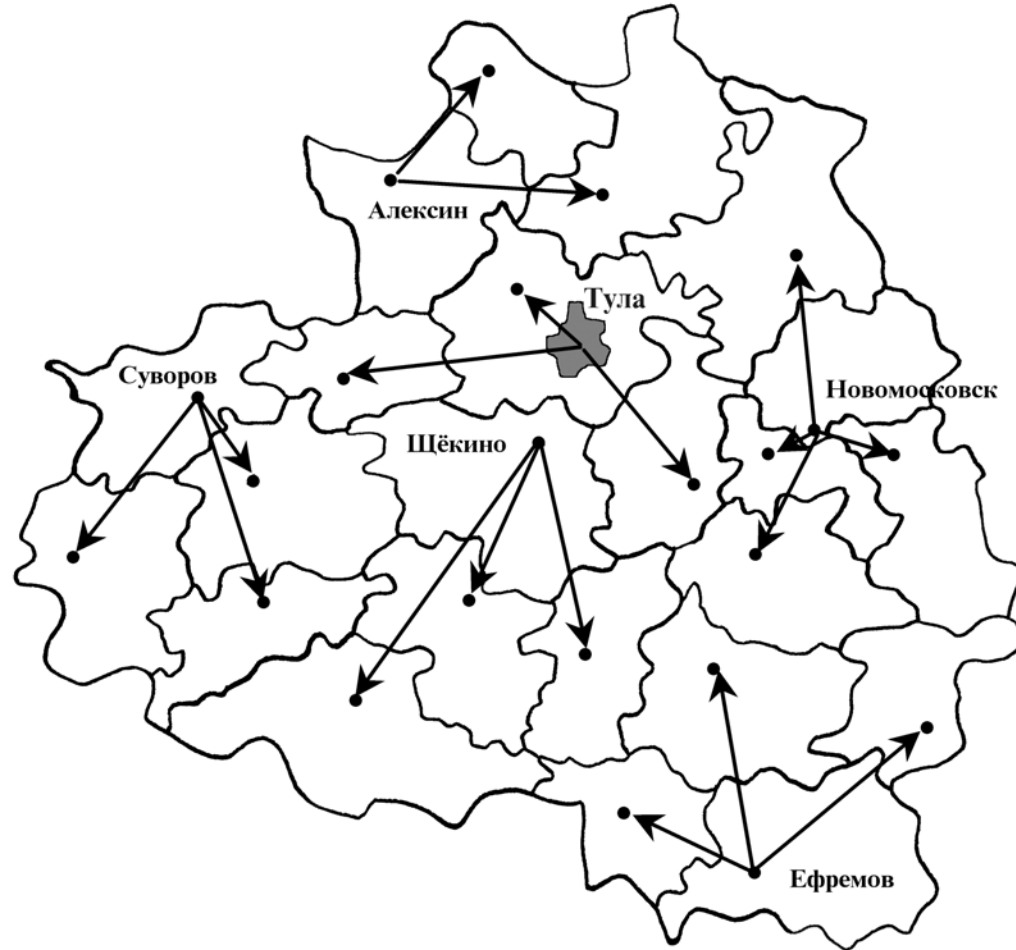 Алексин
Тула
Суворов
Новомосковск
Щёкино
Ефремов